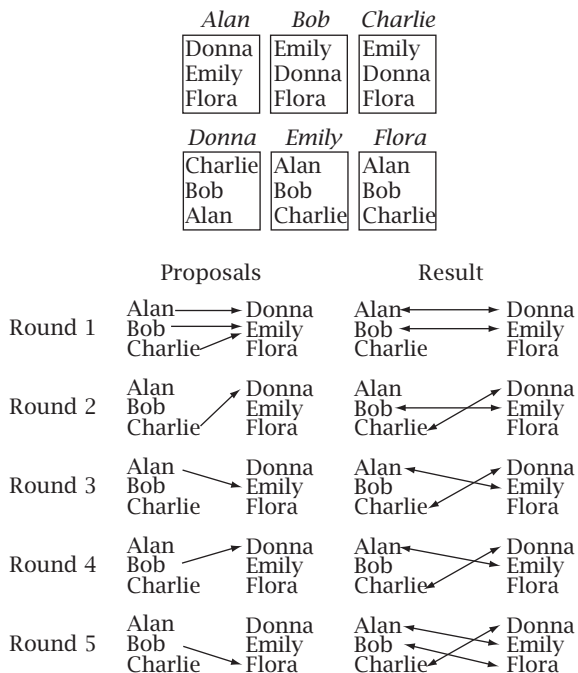 Alan Bob Charlie
Donna Emily Emily
Emily Donna Donna
Flora Flora Flora
Donna Emily Flora
Charlie Alan Alan
Bob Bob Bob
Alan Charlie Charlie
Proposals Result
Alan Donna Alan Donna
Round 1 Bob Emily Bob Emily
Charlie Flora Charlie Flora
Alan Donna Alan Donna
Round 2 Bob Emily Bob Emily
Charlie Flora Charlie Flora
Alan Donna Alan Donna
Round 3 Bob Emily Bob Emily
Charlie Flora Charlie Flora
Alan Donna Alan Donna
Round 4 Bob Emily Bob Emily
Charlie Flora Charlie Flora
Alan Donna Alan Donna
Round 5 Bob Emily Bob Emily
Charlie Flora Charlie Flora